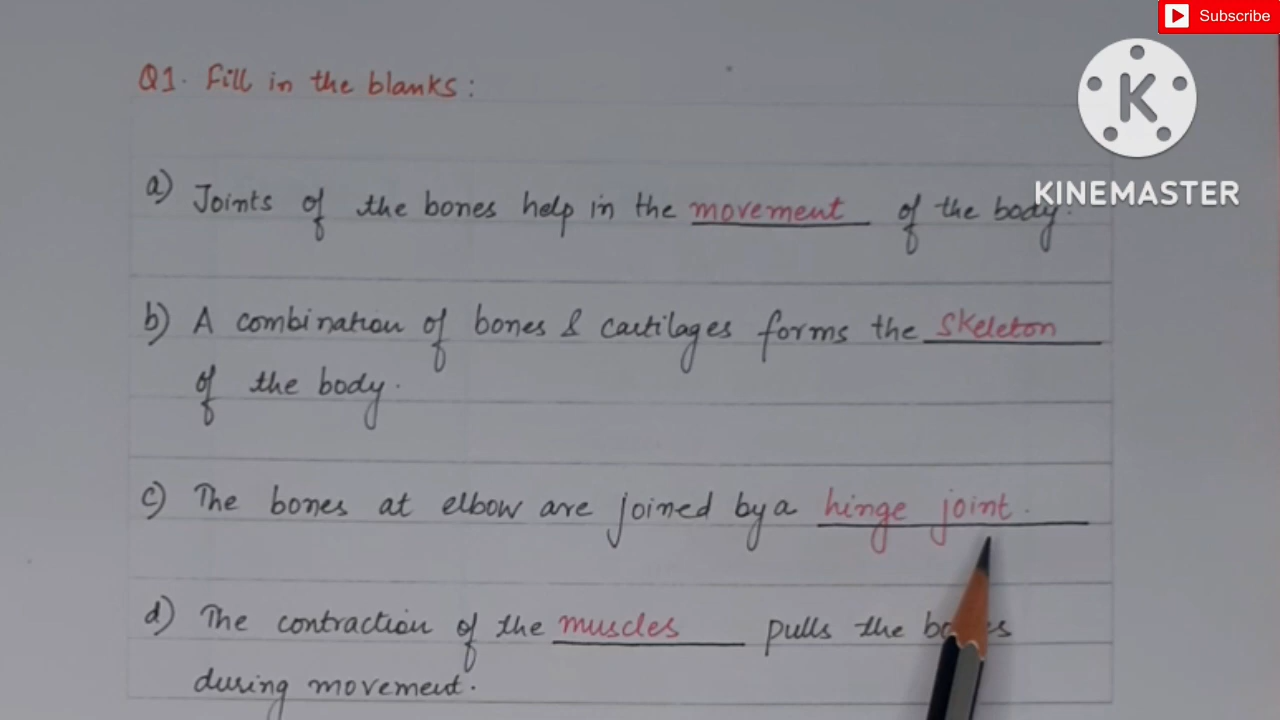 Subscribe
KINEMASTER
Q1. Fill in the blanks:
a) Joints of the bones help in the movement of the body.
b) A combination of bones & cartilages forms the skeleton
of the body.
c) The bones at elbow are joined by a hinge joint.
d) The contraction of the muscles pulls the bones
during movement.